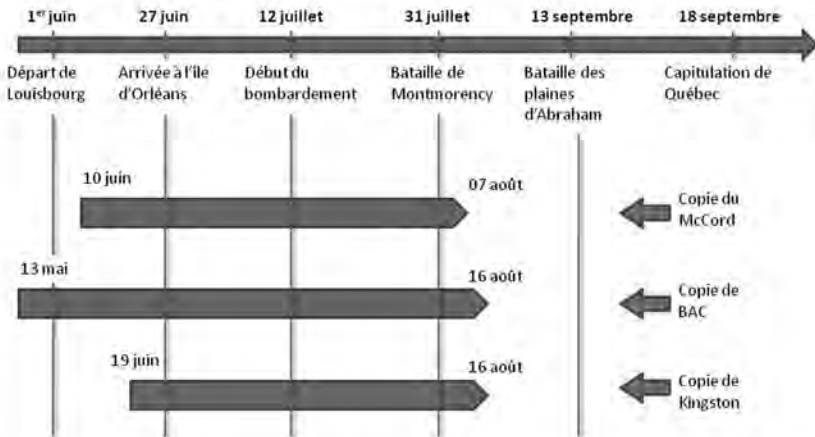 1er juin 27 juin 12 juillet 31 juillet 13 septembre 18 septembre
Départ de Arrivée à l'île Début du Bataille de Bataille des Capitulation de
Louisbourg d'Orléans bombardement Montmorency plaines Québec
d'Abraham
10 juin 07 août
Copie du
McCord
13 mai 16 août
Copie de
BAC
19 juin 16 août
Copie de
Kingston